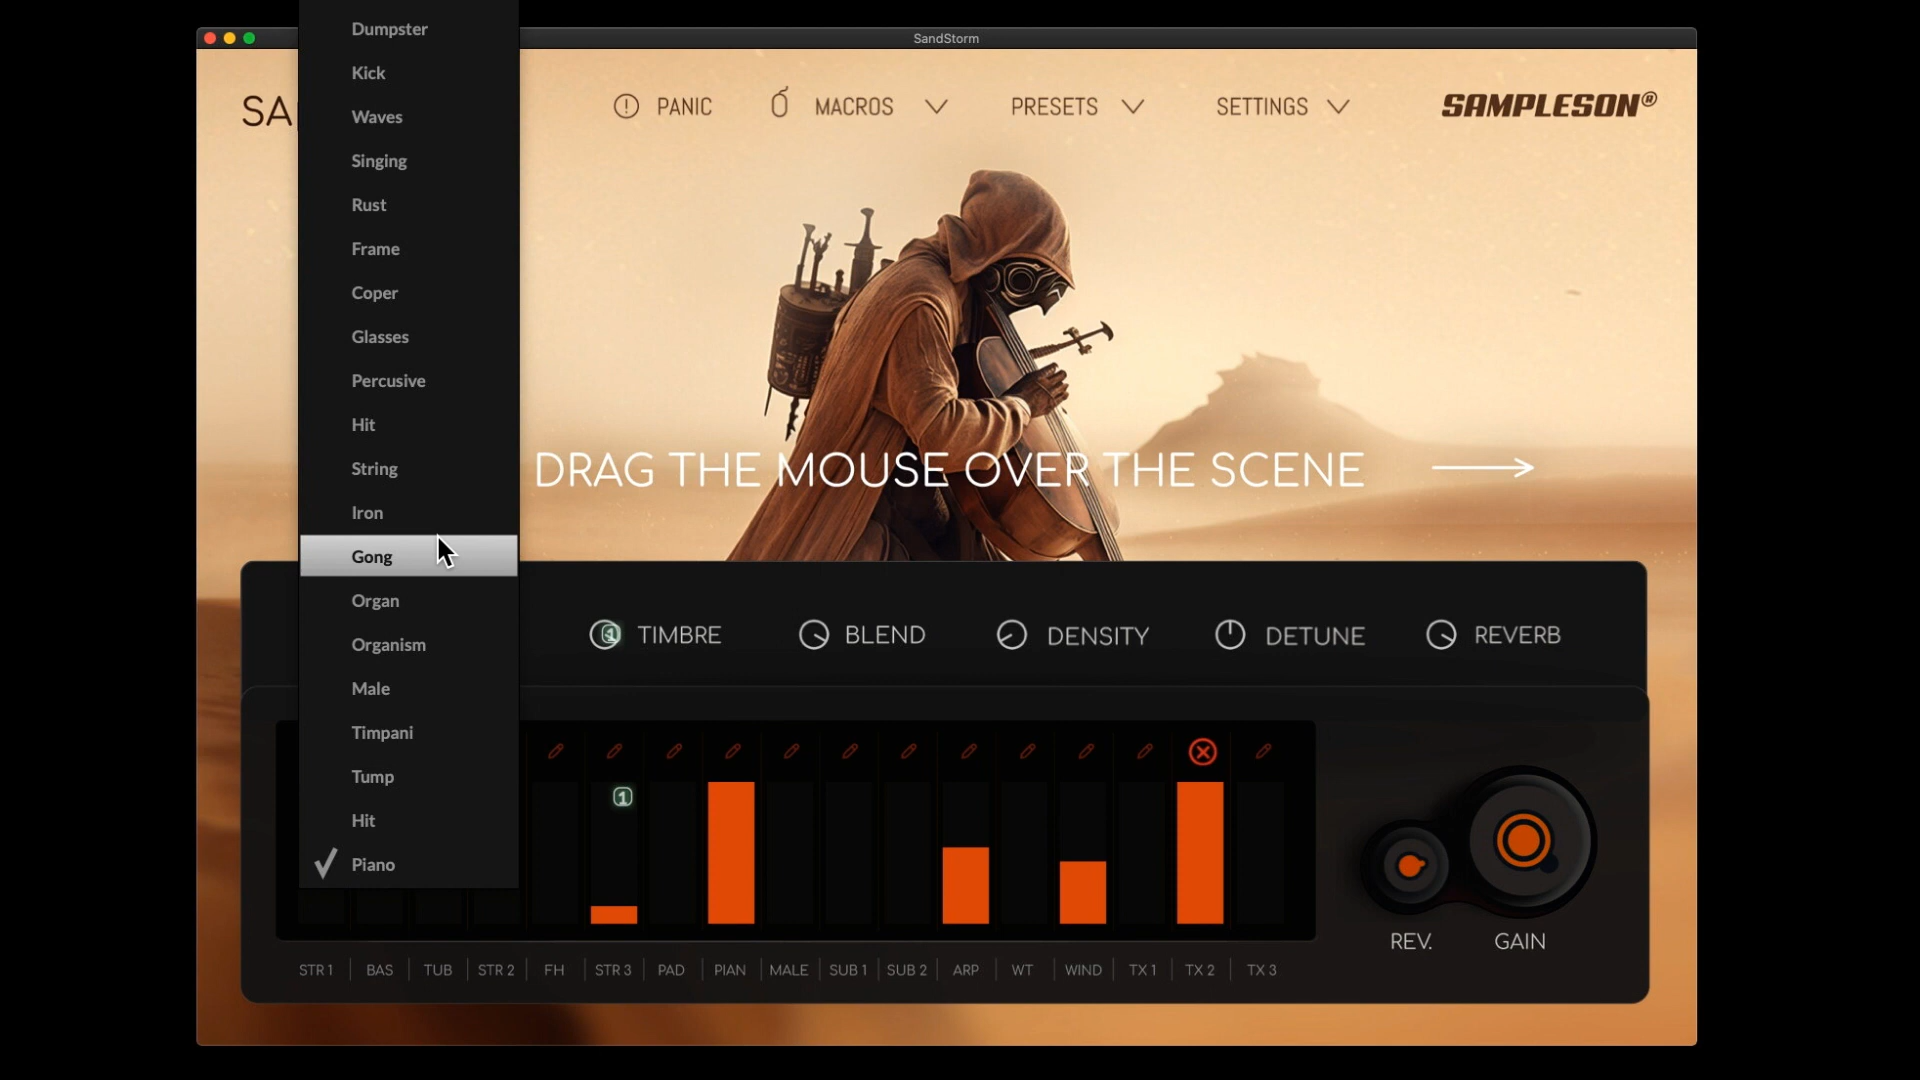 SandStorm
SA
PANIC
MACROS
PRESETS
SETTINGS
SAMPLESON®
Dumpster
Kick
Waves
Singing
Rust
Frame
Coper
Glasses
Percusive
Hit
String
Iron
Gong
Organ
Organism
Male
Timpani
Tump
Hit
Piano
DRAG THE MOUSE OVER THE SCENE
1 TIMBRE
BLEND
DENSITY
DETUNE
REVERB
1
REV.
GAIN
STR 1 BAS TUB STR 2 FH STR 3 PAD PIAN MALE SUB 1 SUB 2 ARP WT WIND TX 1 TX 2 TX 3